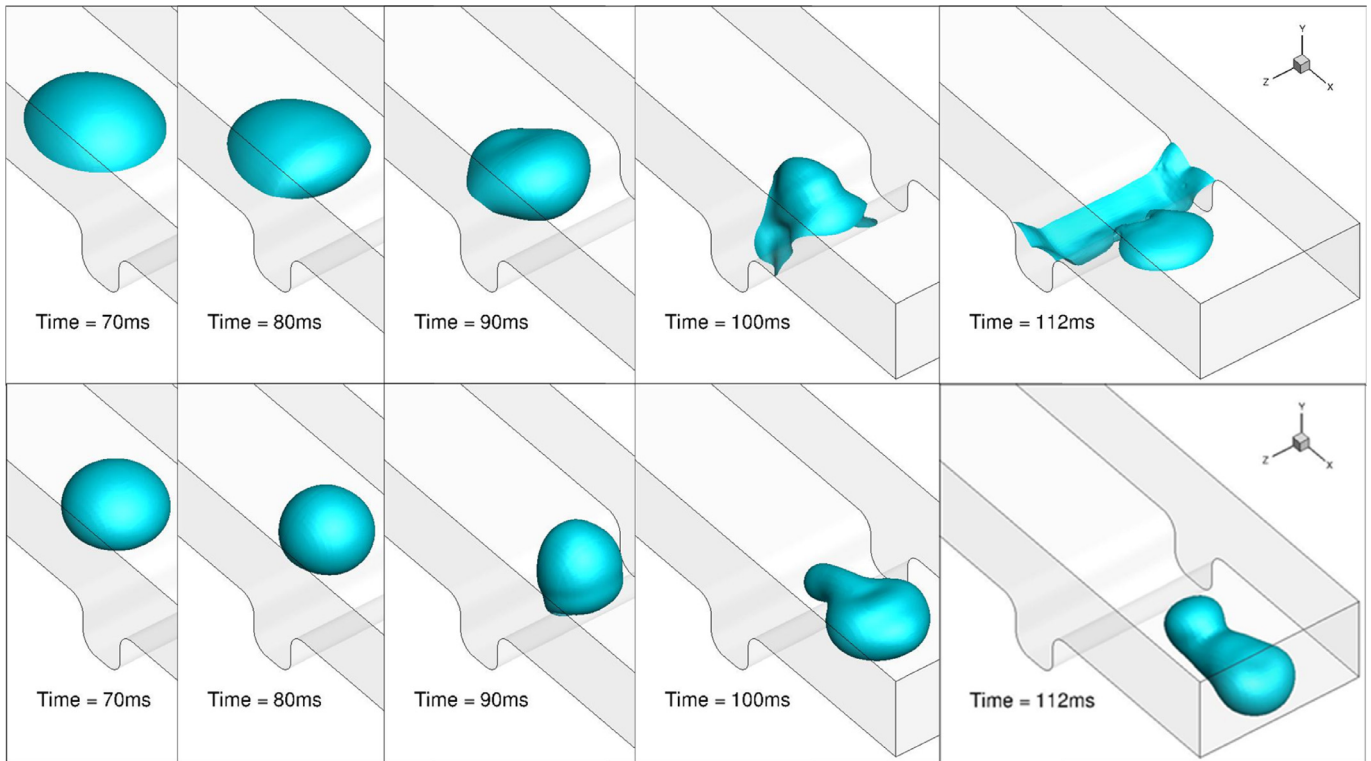 Y
Z
X
Time = 70ms
Time = 80ms
Time = 90ms
Time = 100ms
Time = 112ms
Y
Z
X
Time = 70ms
Time = 80ms
Time = 90ms
Time = 100ms
Time = 112ms